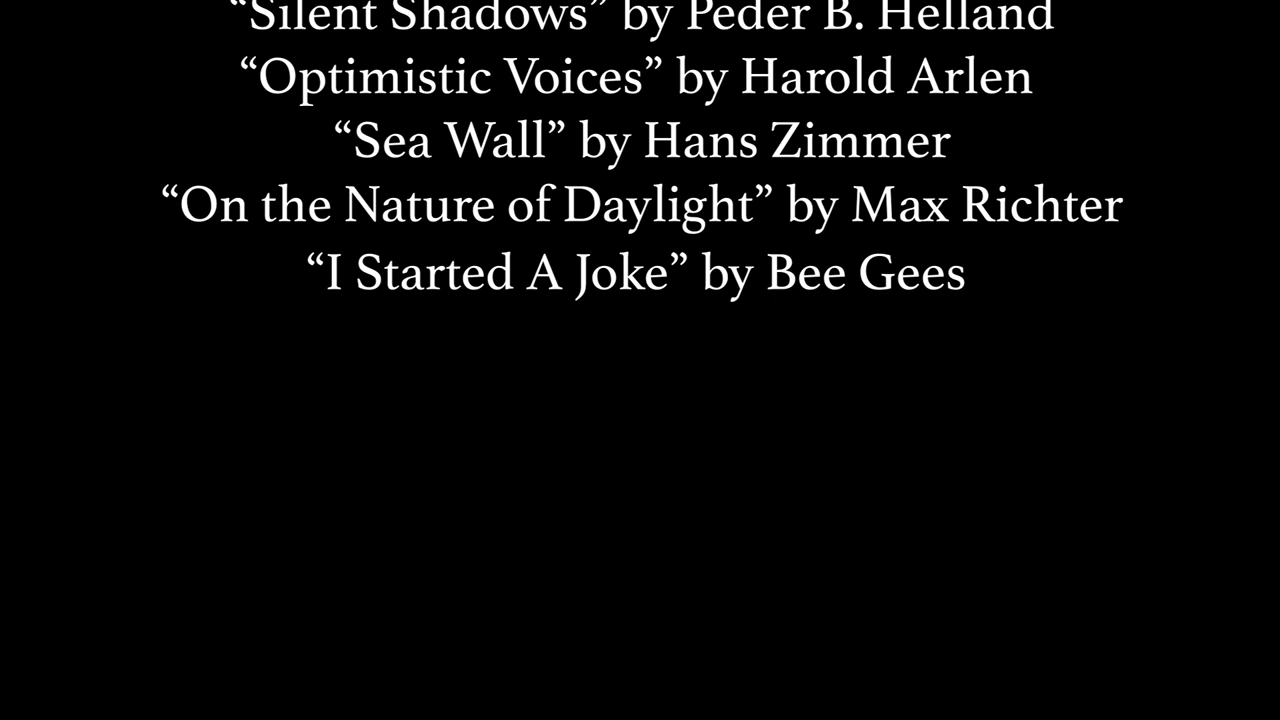 “Silent Shadows” by Peder B. Helland
“Optimistic Voices” by Harold Arlen
“Sea Wall” by Hans Zimmer
“On the Nature of Daylight” by Max Richter
“I Started A Joke” by Bee Gees